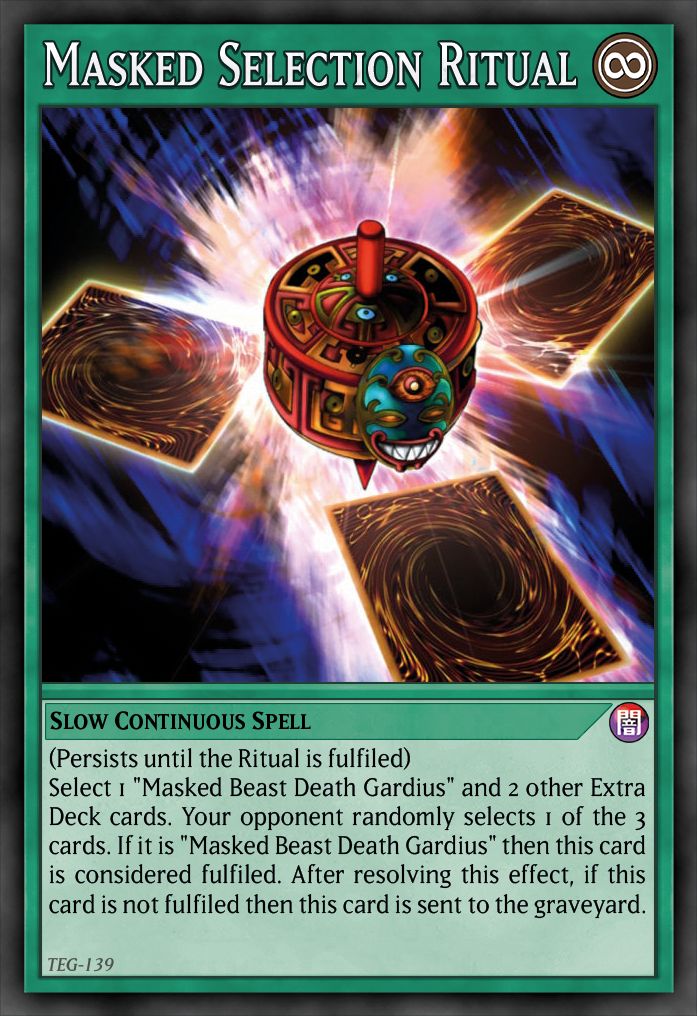 Masked Selection Ritual
Slow Continuous Spell
闇
(Persists until the Ritual is fulfiled)
Select 1 "Masked Beast Death Gardius" and 2 other Extra
Deck cards. Your opponent randomly selects 1 of the 3
cards. If it is "Masked Beast Death Gardius" then this card
is considered fulfiled. After resolving this effect, if this
card is not fulfiled then this card is sent to the graveyard.
TEG-139